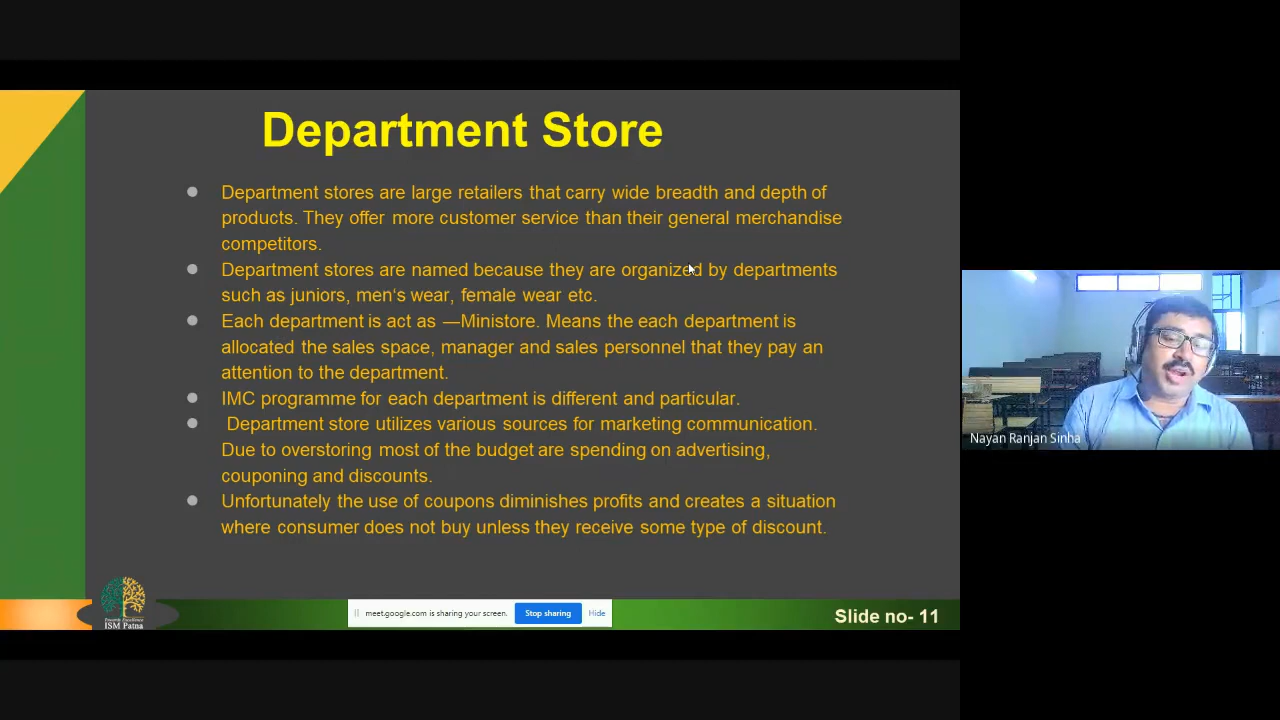 Department Store
Department stores are large retailers that carry wide breadth and depth of
products. They offer more customer service than their general merchandise
competitors.
Department stores are named because they are organized by departments
such as juniors, men‘s wear, female wear etc.
Each department is act as —Ministore. Means the each department is
allocated the sales space, manager and sales personnel that they pay an
attention to the department.
IMC programme for each department is different and particular.
Department store utilizes various sources for marketing communication.
Due to overstoring most of the budget are spending on advertising,
couponing and discounts.
Unfortunately the use of coupons diminishes profits and creates a situation
where consumer does not buy unless they receive some type of discount.
Nayan Ranjan Sinha
ISM Patna
meet.google.com is sharing your screen.
Stop sharing
Hide
Slide no- 11